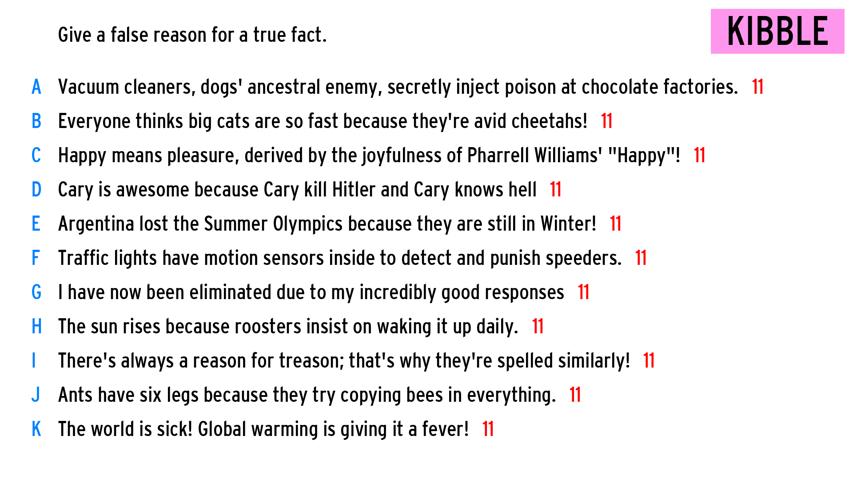 Give a false reason for a true fact.
KIBBLE
A Vacuum cleaners, dogs' ancestral enemy, secretly inject poison at chocolate factories. 11
B Everyone thinks big cats are so fast because they're avid cheetahs! 11
C Happy means pleasure, derived by the joyfulness of Pharrell Williams' "Happy"! 11
D Cary is awesome because Cary kill Hitler and Cary knows hell 11
E Argentina lost the Summer Olympics because they are still in Winter! 11
F Traffic lights have motion sensors inside to detect and punish speeders. 11
G I have now been eliminated due to my incredibly good responses 11
H The sun rises because roosters insist on waking it up daily. 11
I There's always a reason for treason; that's why they're spelled similarly! 11
J Ants have six legs because they try copying bees in everything. 11
K The world is sick! Global warming is giving it a fever! 11